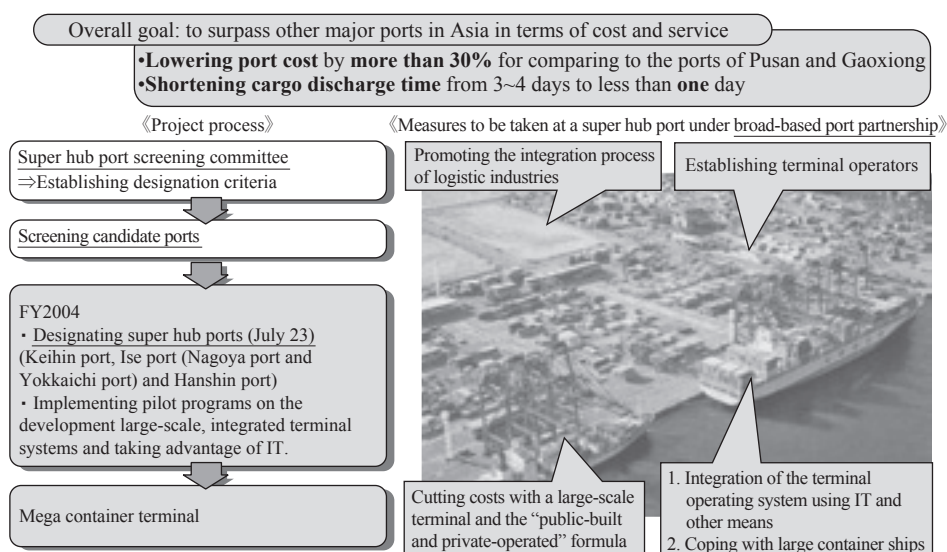 Overall goal: to surpass other major ports in Asia in terms of cost and service
•Lowering port cost by more than 30% for comparing to the ports of Pusan and Gaoxiong
•Shortening cargo discharge time from 3~4 days to less than one day
《Project process》
Super hub port screening committee
⇒Establishing designation criteria
Screening candidate ports
FY2004
・Designating super hub ports (July 23)
(Keihin port, Ise port (Nagoya port and
Yokkaichi port) and Hanshin port)
・Implementing pilot programs on the
development large-scale, integrated terminal
systems and taking advantage of IT.
Mega container terminal
《Measures to be taken at a super hub port under broad-based port partnership》
Promoting the integration process
of logistic industries
Establishing terminal operators
Cutting costs with a large-scale
terminal and the “public-built
and private-operated” formula
1. Integration of the terminal
operating system using IT and
other means
2. Coping with large container ships